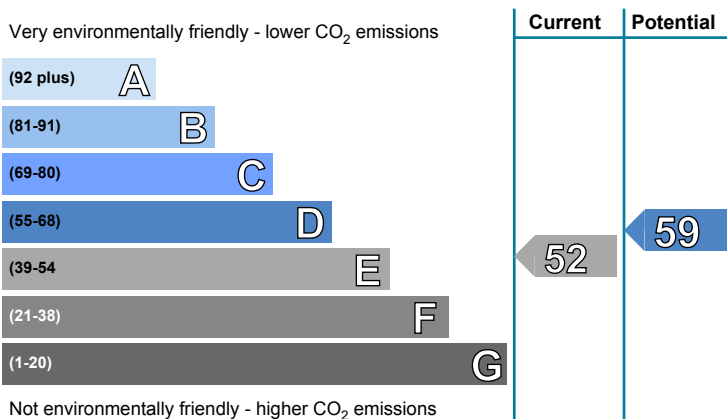 Very environmentally friendly - lower CO2 emissions
Current
Potential
(92 plus) A
(81-91) B
(69-80) C
(55-68) D
59
(39-54 E
52
(21-38) F
(1-20) G
Not environmentally friendly - higher CO2 emissions